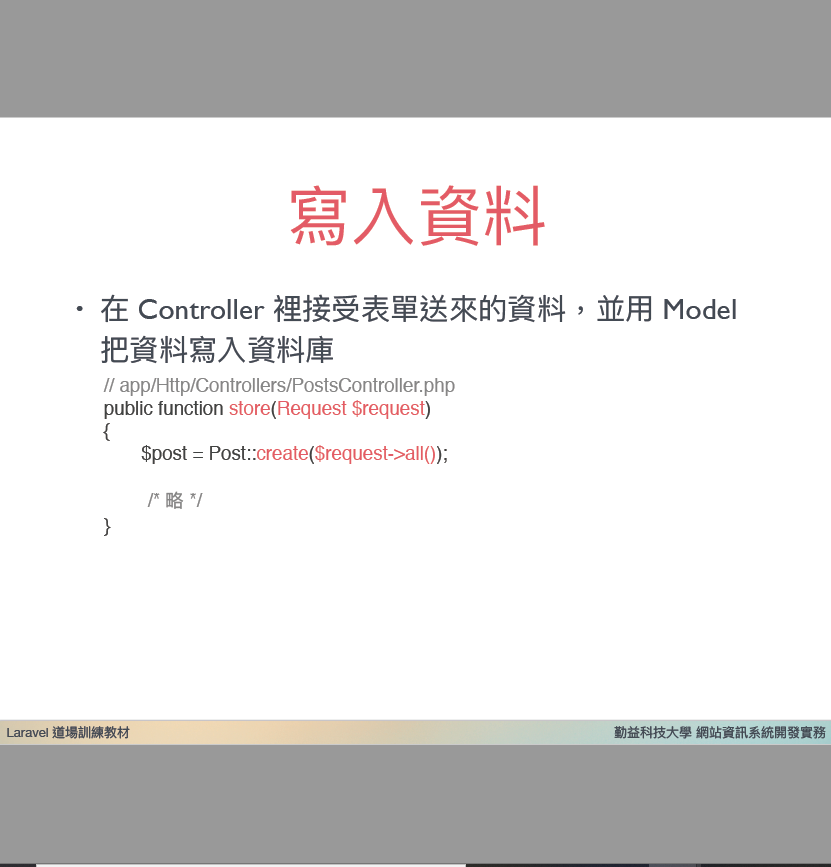 寫入資料
• 在 Controller 裡接受表單送來的資料，並用 Model
把資料寫入資料庫
// app/Http/Controllers/PostsController.php
public function store(Request $request)
{
$post = Post::create($request->all());
/* 略 */
}
Laravel 道場訓練教材
勤益科技大學 網站資訊系統開發實務